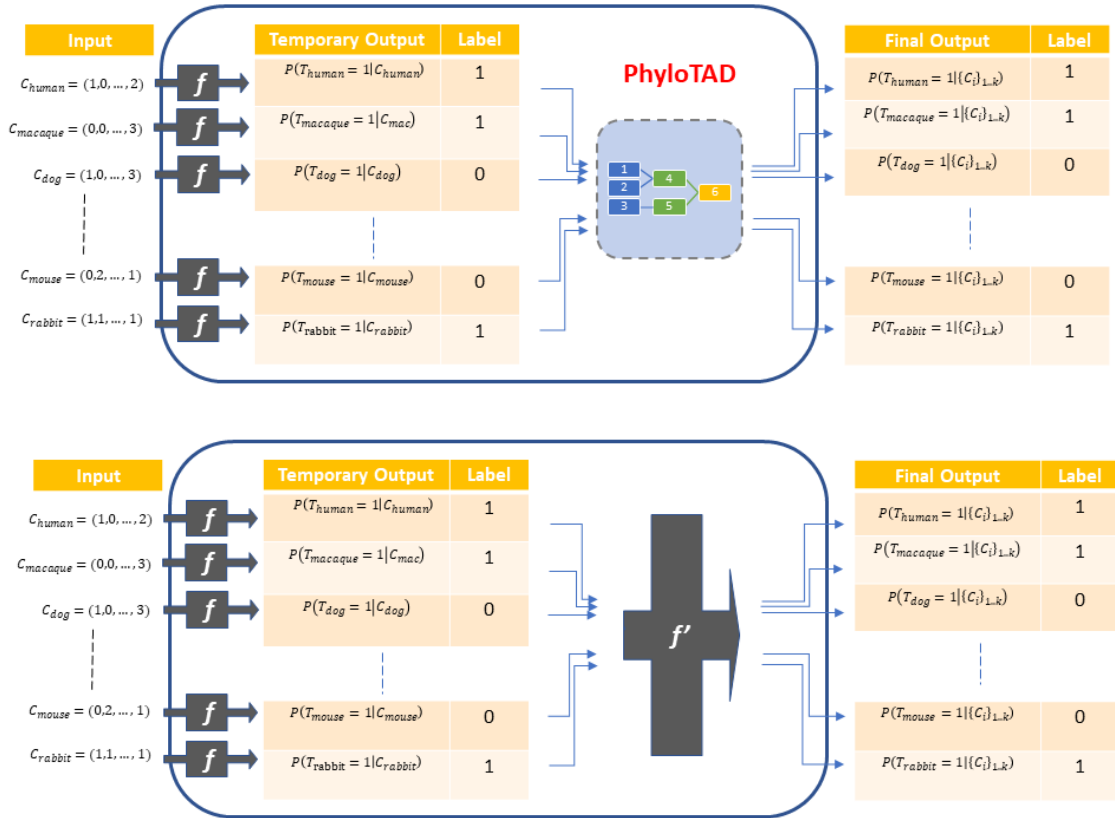 Input Temporary Output Label Final Output Label
PhyloTAD
C_human = (1,0, ..., 2) f P(T_human = 1|C_human) 1 P(T_human = 1|{C_i}_1..k) 1
C_macaque = (0,0, ..., 3) f P(T_macaque = 1|C_mac) 1 P(T_macaque = 1|{C_i}_1..k) 1
C_dog = (1,0, ..., 3) f P(T_dog = 1|C_dog) 0 P(T_dog = 1|{C_i}_1..k) 0
1
2
3
4
5
6
C_mouse = (0,2, ..., 1) f P(T_mouse = 1|C_mouse) 0 P(T_mouse = 1|{C_i}_1..k) 0
C_rabbit = (1,1, ..., 1) f P(T_rabbit = 1|C_rabbit) 1 P(T_rabbit = 1|{C_i}_1..k) 1
Input Temporary Output Label Final Output Label
C_human = (1,0, ..., 2) f P(T_human = 1|C_human) 1 P(T_human = 1|{C_i}_1..k) 1
C_macaque = (0,0, ..., 3) f P(T_macaque = 1|C_mac) 1 P(T_macaque = 1|{C_i}_1..k) 1
C_dog = (1,0, ..., 3) f P(T_dog = 1|C_dog) 0 P(T_dog = 1|{C_i}_1..k) 0
f'
C_mouse = (0,2, ..., 1) f P(T_mouse = 1|C_mouse) 0 P(T_mouse = 1|{C_i}_1..k) 0
C_rabbit = (1,1, ..., 1) f P(T_rabbit = 1|C_rabbit) 1 P(T_rabbit = 1|{C_i}_1..k) 1